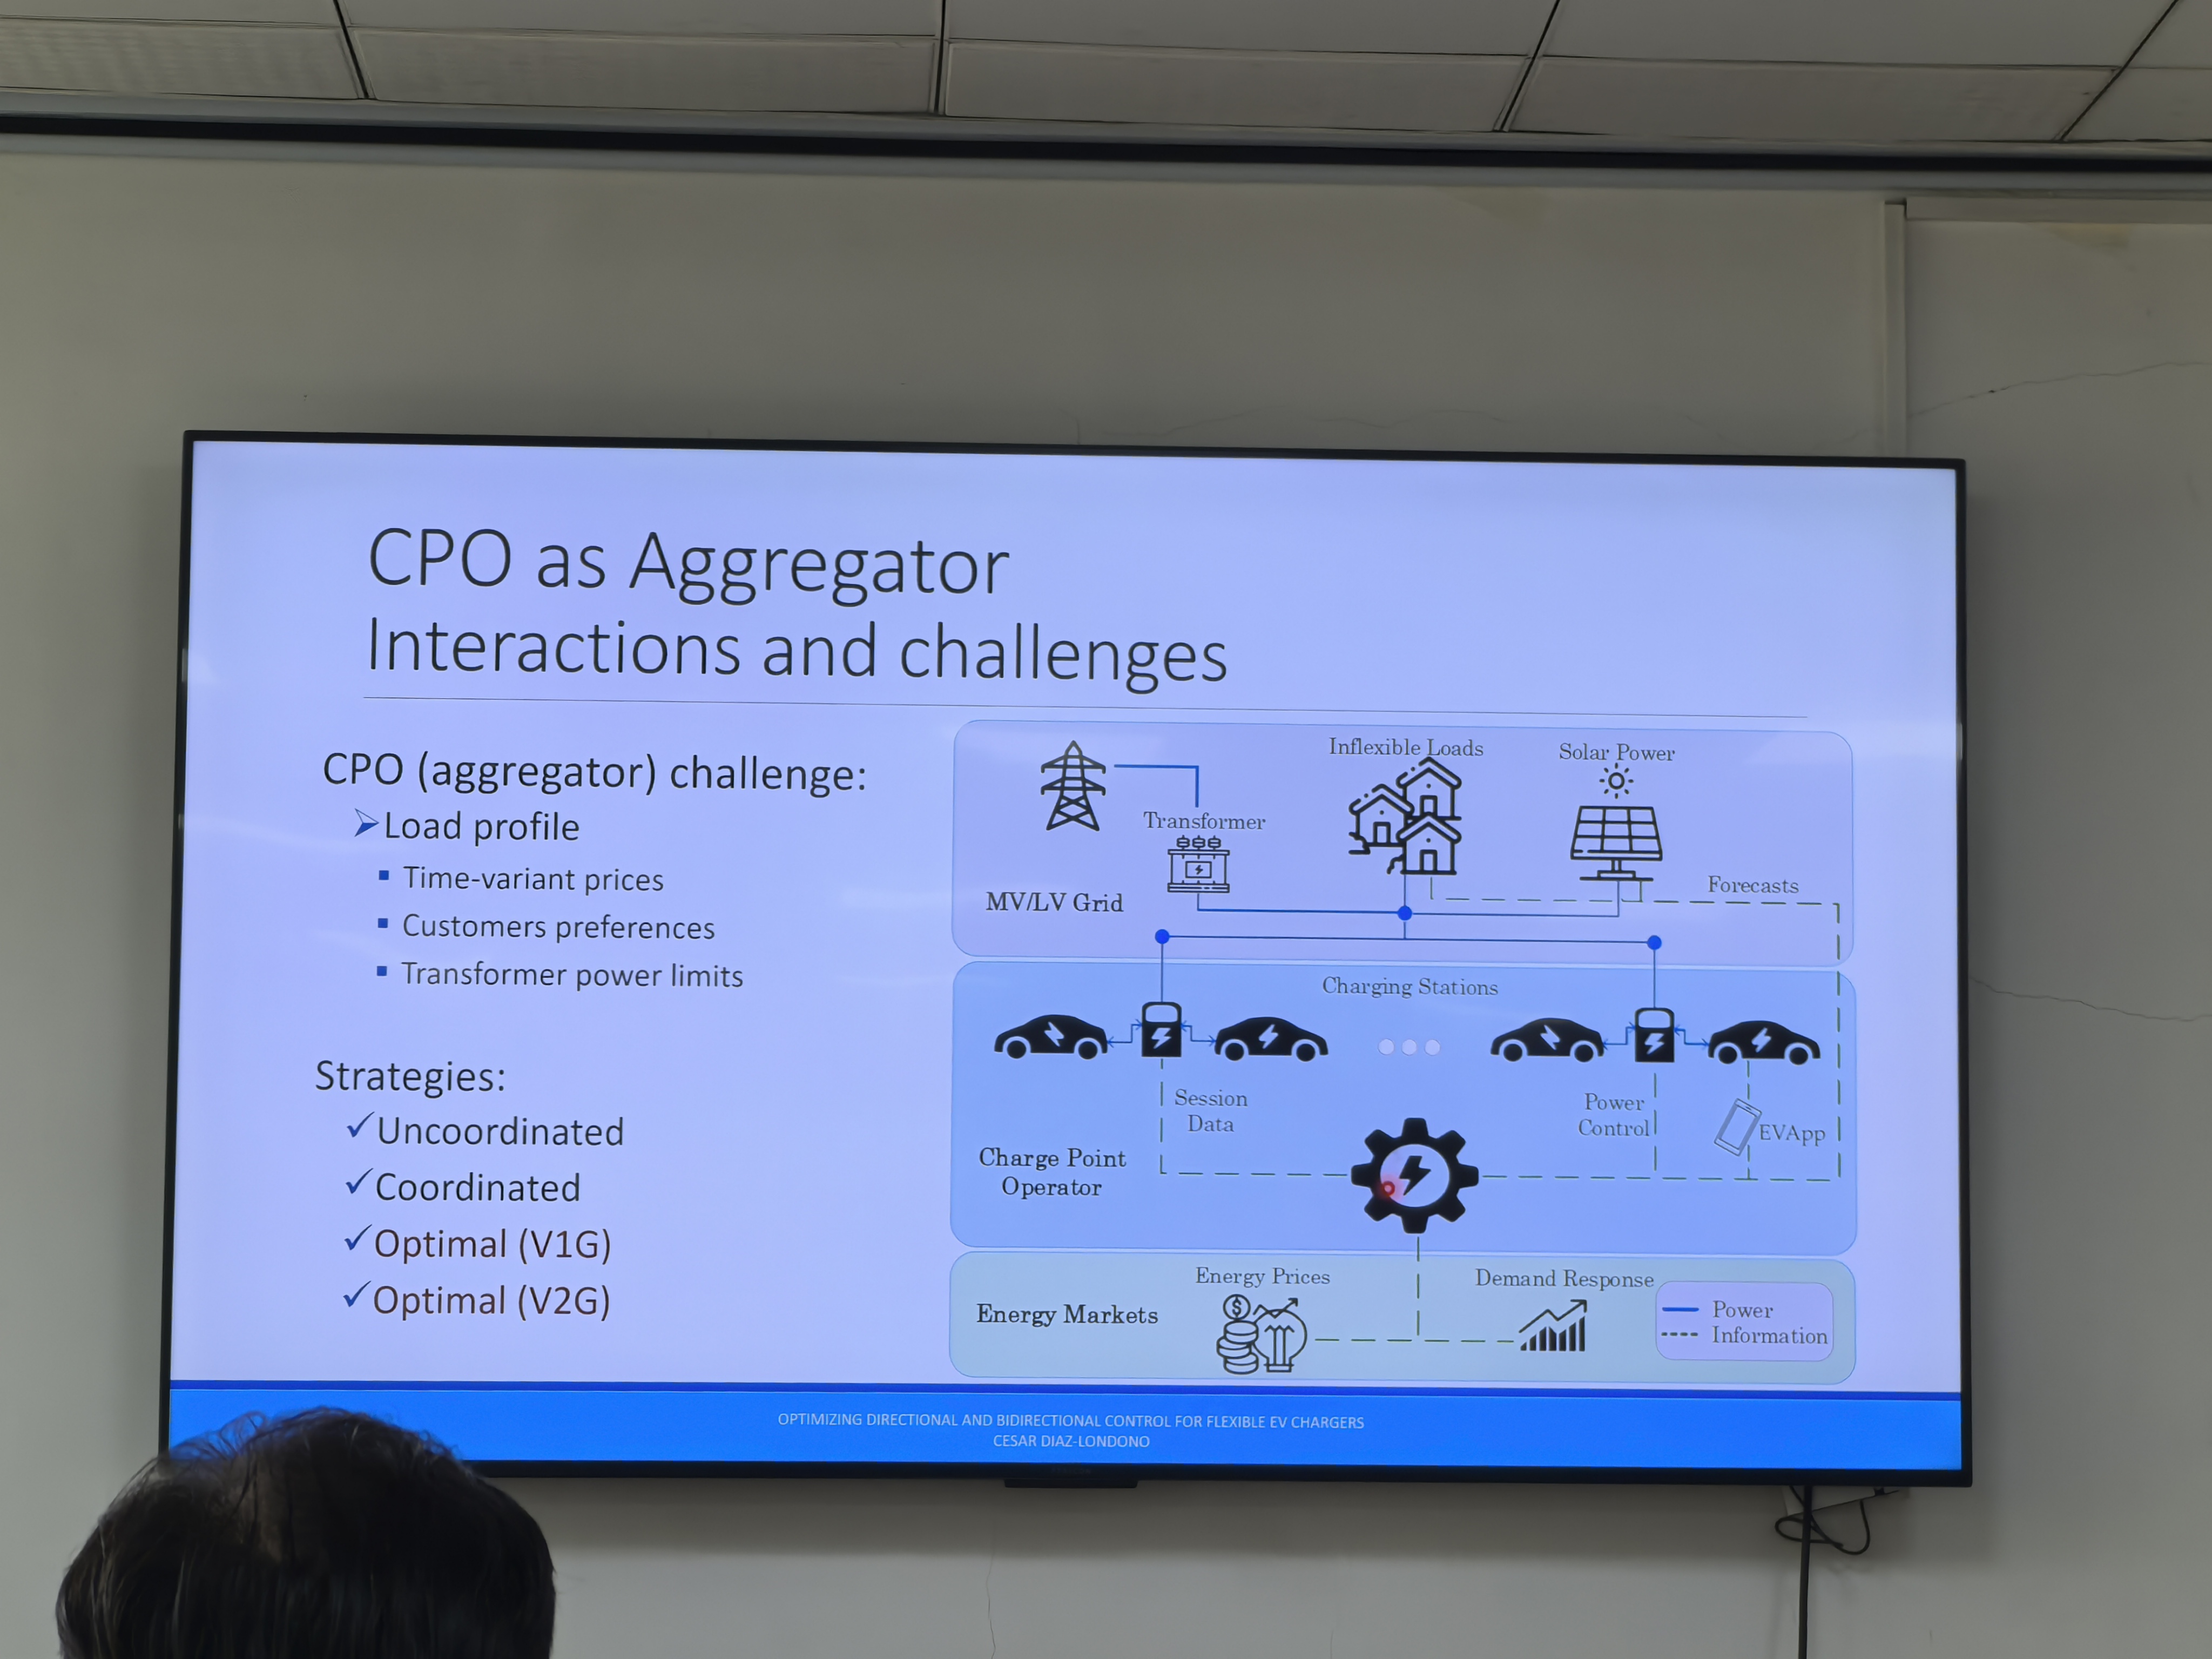 CPO as Aggregator
Interactions and challenges
CPO (aggregator) challenge:
Load profile
Time-variant prices
Customers preferences
Transformer power limits
Strategies:
Uncoordinated
Coordinated
Optimal (V1G)
Optimal (V2G)
Inflexible Loads
Solar Power
Transformer
MV/LV Grid
Forecasts
Charging Stations
Session
Data
Power
Control
EVApp
Charge Point
Operator
Energy Prices
Demand Response
Energy Markets
Power
Information
OPTIMIZING DIRECTIONAL AND BIDIRECTIONAL CONTROL FOR FLEXIBLE EV CHARGERS
CESAR DIAZ-LONDONO